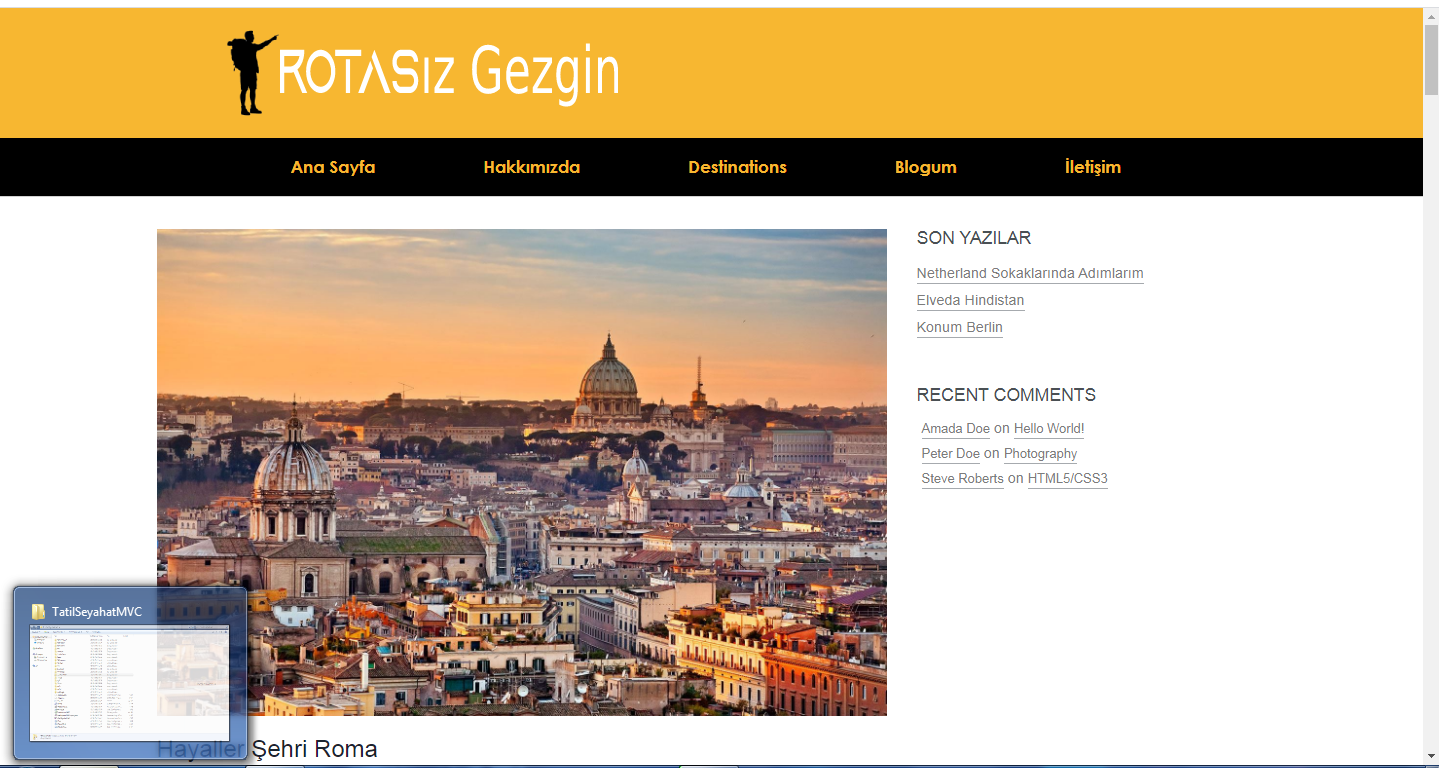 ROTASız Gezgin
Ana Sayfa Hakkımızda Destinations Blogum İletişim
SON YAZILAR
Netherland Sokaklarında Adımlarım
Elveda Hindistan
Konum Berlin
RECENT COMMENTS
Amada Doe on Hello World!
Peter Doe on Photography
Steve Roberts on HTML5/CSS3
TatilSeyahatMVC
Hayaller Şehri Roma